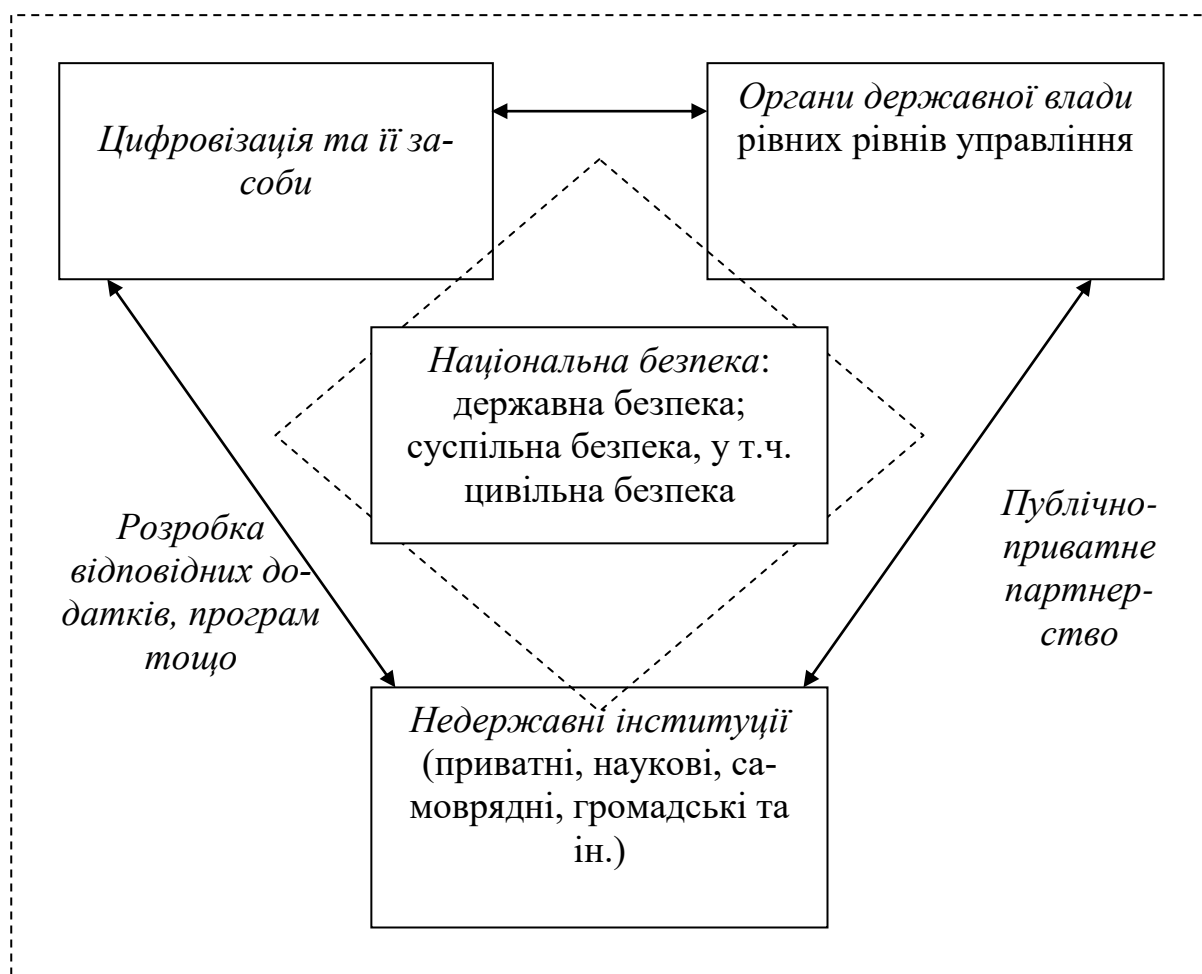 Цифровізація та її за-
соби
Органи державної влади
рівних рівнів управління
Національна безпека:
державна безпека;
суспільна безпека, у т.ч.
цивільна безпека
Розробка
відповідних до-
датків, програм
тощо
Публічно-
приватне
партнер-
ство
Недержавні інституції
(приватні, наукові, са-
моврядні, громадські та
ін.)